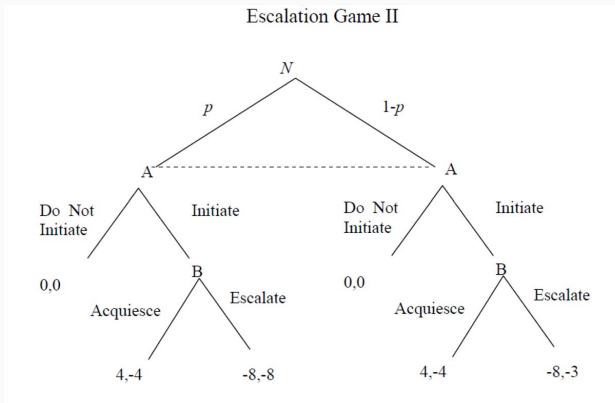 Escalation Game II
N
p
1-p
A
A
Do Not
Initiate
Initiate
Do Not
Initiate
Initiate
0,0
B
0,0
B
Acquiesce
Escalate
Acquiesce
Escalate
4,-4
-8,-8
4,-4
-8,-3